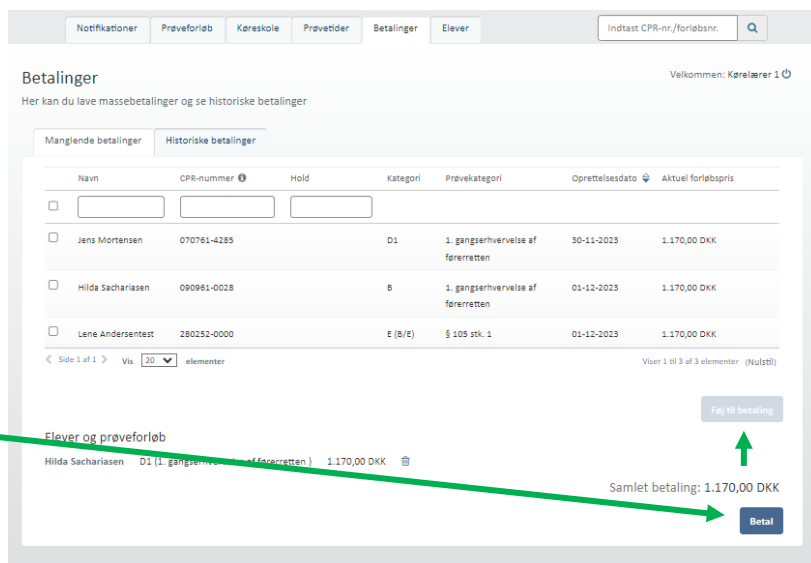 Notifikationer Prøveforløb Køreskole Prøvetider Betalinger Elever Indtast CPR-nr./forløbsnr.
Betalinger Velkommen: Kørelærer 1
Her kan du lave massebetalinger og se historiske betalinger
Manglende betalinger Historiske betalinger
Navn CPR-nummer Hold Kategori Prøvekategori Oprettelsesdato Aktuel forløbspris
Jens Mortensen 070761-4285 D1 1. gangserhvervelse af 30-11-2023 1.170,00 DKK
førerretten
Hilda Sachariasen 090961-0028 B 1. gangserhvervelse af 01-12-2023 1.170,00 DKK
førerretten
Lene Andersentest 280252-0000 E (B/E) § 105 stk. 1 01-12-2023 1.170,00 DKK
Side 1 af 1 Vis 20 elementer Viser 1 til 3 af 3 elementer (Nulstil)
Føj til betaling
Elever og prøveforløb
Hilda Sachariasen D1 (1. gangserhvervelse af førerretten ) 1.170,00 DKK
Samlet betaling: 1.170,00 DKK
Betal